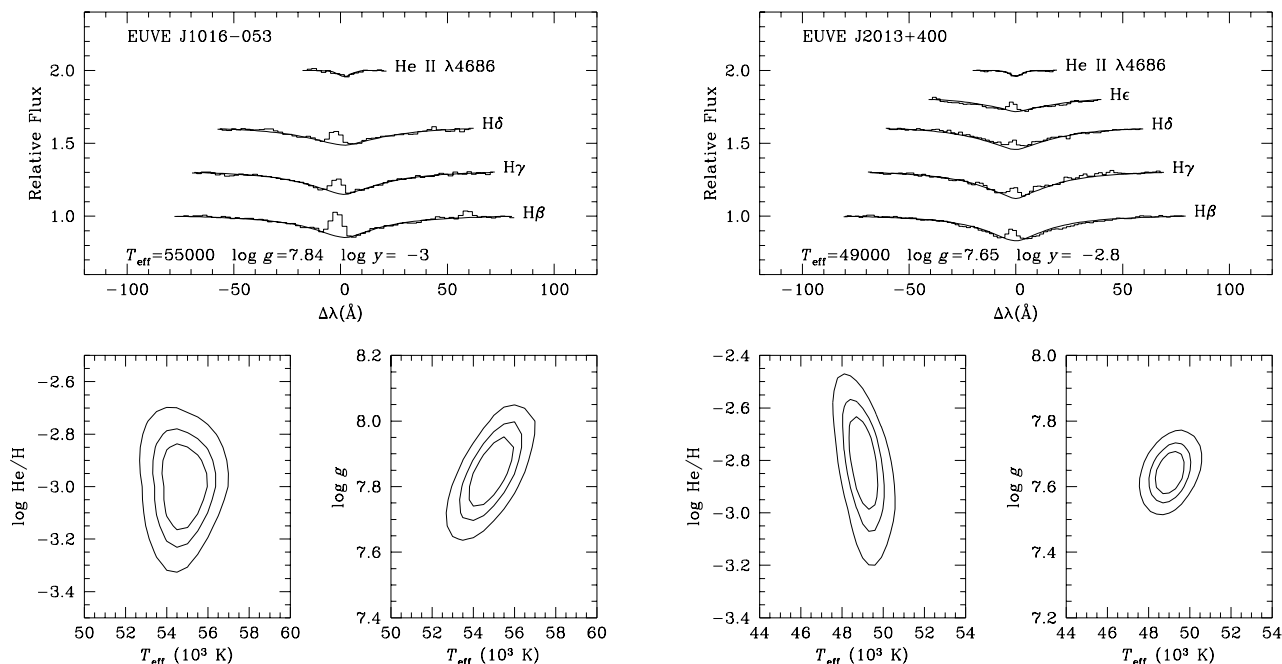 EUVE J1016−053
He II λ4686
Hδ
Hγ
Hβ
T_eff=55000 log g=7.84 log y= −3
Relative Flux
2.0
1.5
1.0
−100 −50 0 50 100
Δλ(Å)
EUVE J2013+400
He II λ4686
Hϵ
Hδ
Hγ
Hβ
T_eff=49000 log g=7.65 log y= −2.8
Relative Flux
2.0
1.5
1.0
−100 −50 0 50 100
Δλ(Å)
log He/H
−2.6
−2.8
−3.0
−3.2
−3.4
50 52 54 56 58 60
T_eff (10³ K)
log g
8.2
8.0
7.8
7.6
7.4
50 52 54 56 58 60
T_eff (10³ K)
log He/H
−2.4
−2.6
−2.8
−3.0
−3.2
−3.4
44 46 48 50 52 54
T_eff (10³ K)
log g
8.0
7.8
7.6
7.4
7.2
44 46 48 50 52 54
T_eff (10³ K)